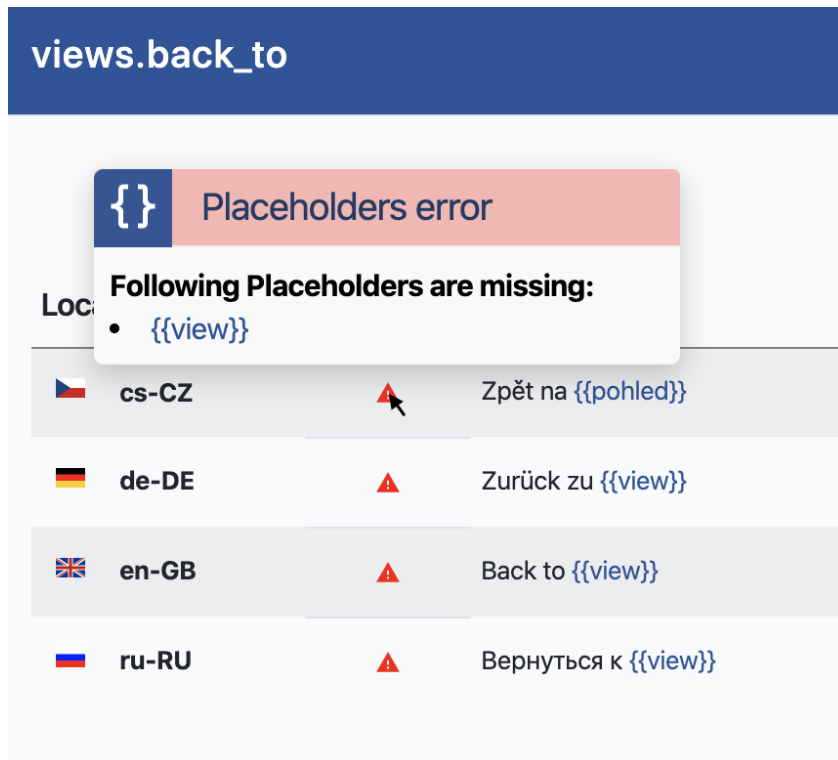 views.back_to
{} Placeholders error
Following Placeholders are missing:
• {{view}}
Loca
cs-CZ Zpět na {{pohled}}
de-DE Zurück zu {{view}}
en-GB Back to {{view}}
ru-RU Вернуться к {{view}}